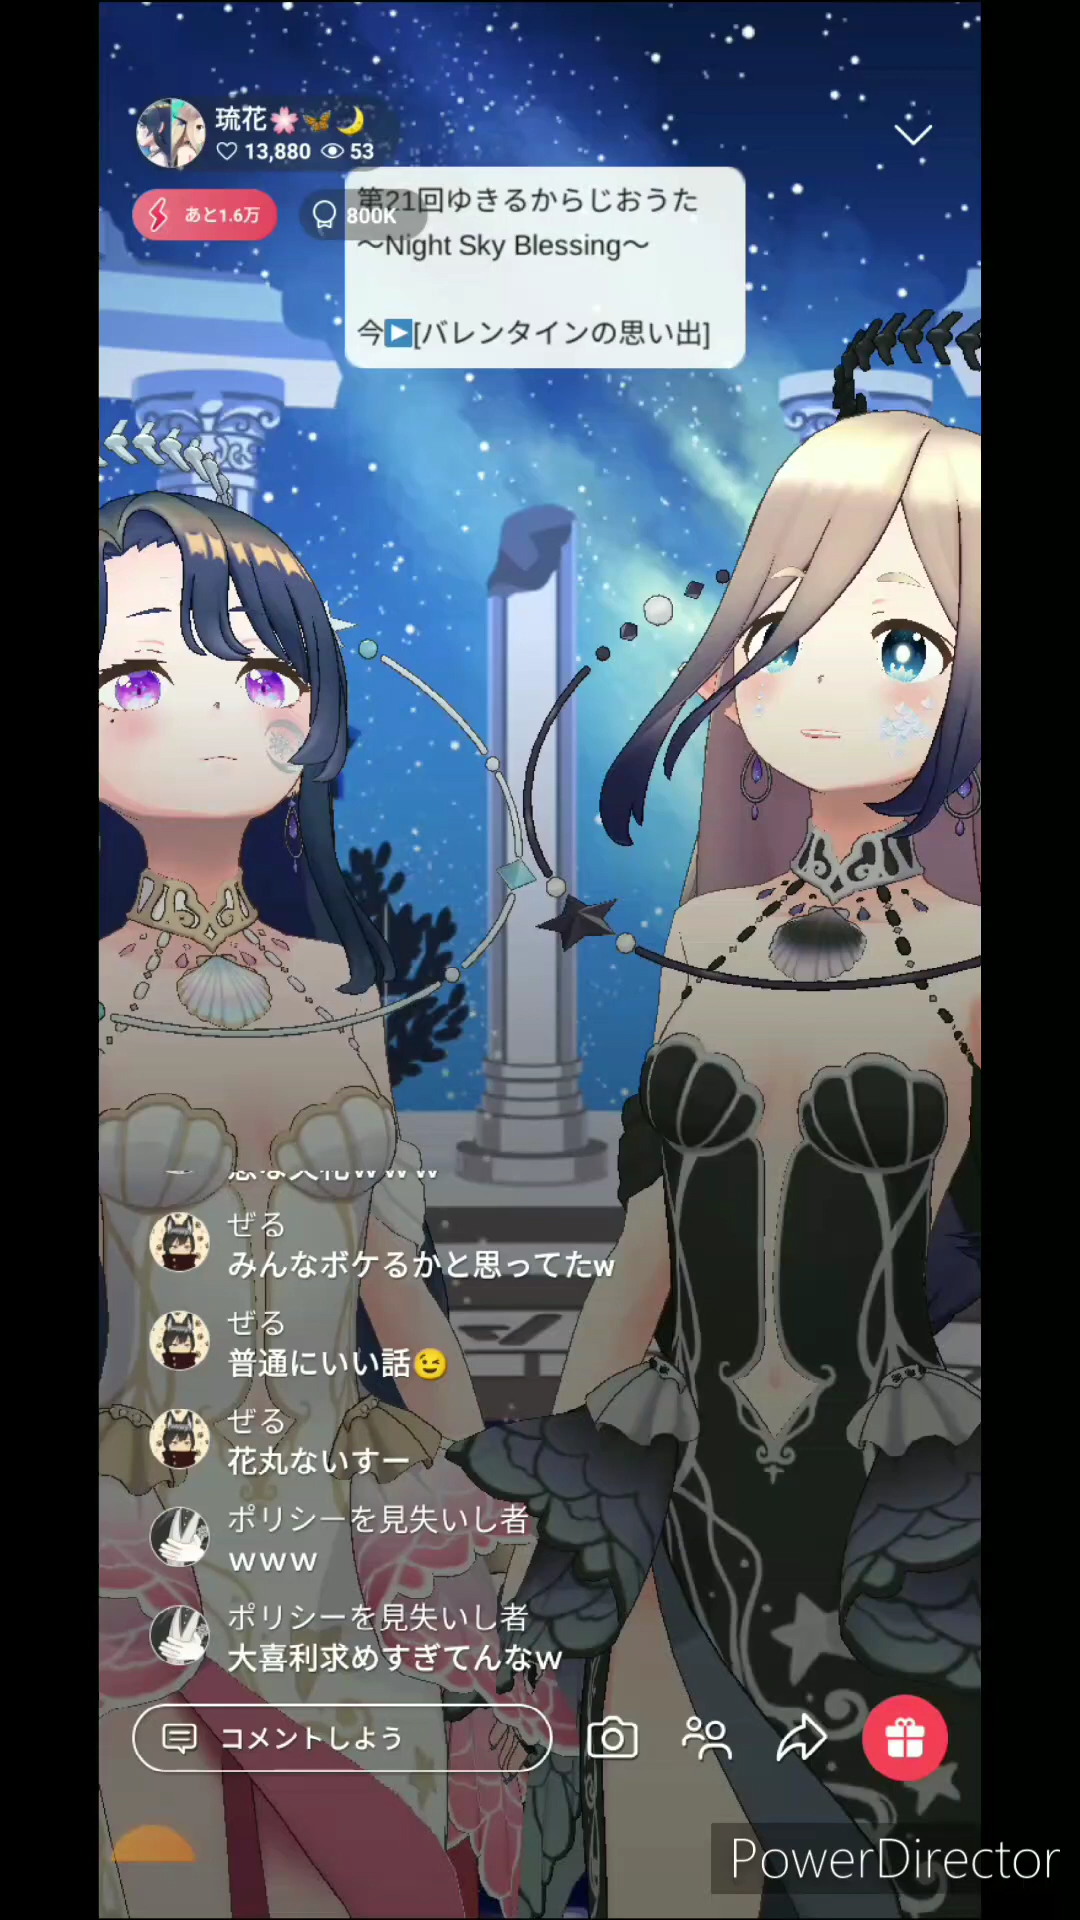 琉花🌸🦋🌙
13,880 53
あと1.6万
800K
第21回ゆきるからじおうた
～Night Sky Blessing～
今▶[バレンタインの思い出]
ぜる
みんなボケるかと思ってたw
ぜる
普通にいい話😉
ぜる
花丸ないすー
ポリシーを見失いし者
ｗｗｗ
ポリシーを見失いし者
大喜利求めすぎてんなw
コメントしよう
PowerDirector